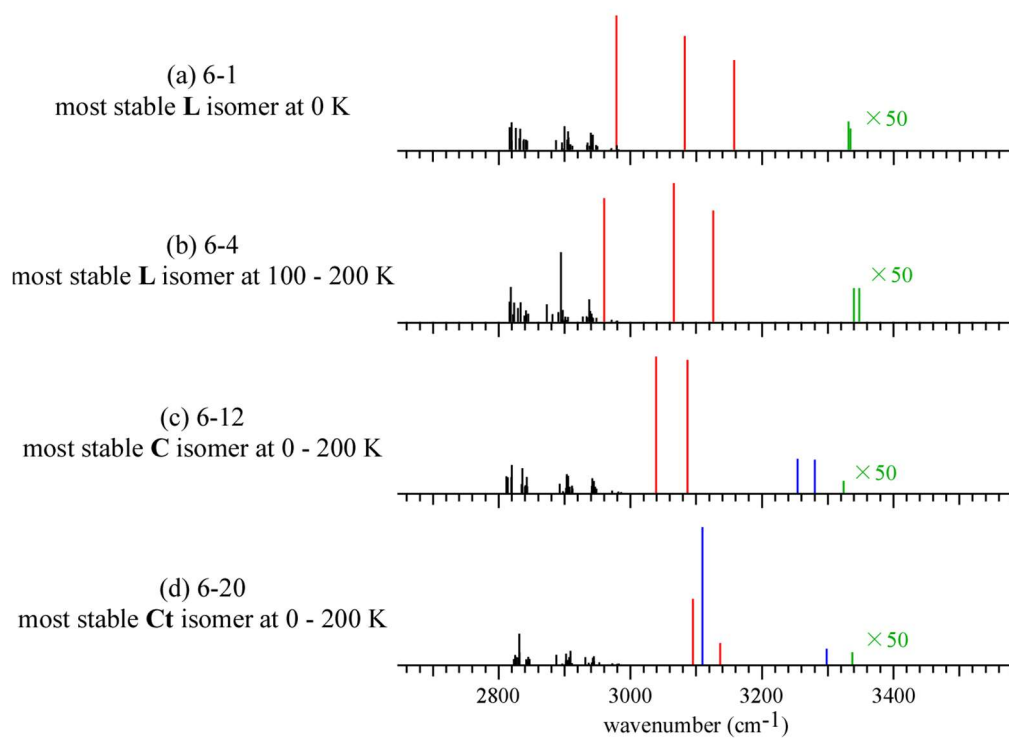 (a) 6-1
most stable L isomer at 0 K
×50
(b) 6-4
most stable L isomer at 100 - 200 K
×50
(c) 6-12
most stable C isomer at 0 - 200 K
×50
(d) 6-20
most stable Ct isomer at 0 - 200 K
×50
2800 3000 3200 3400
wavenumber (cm-1)